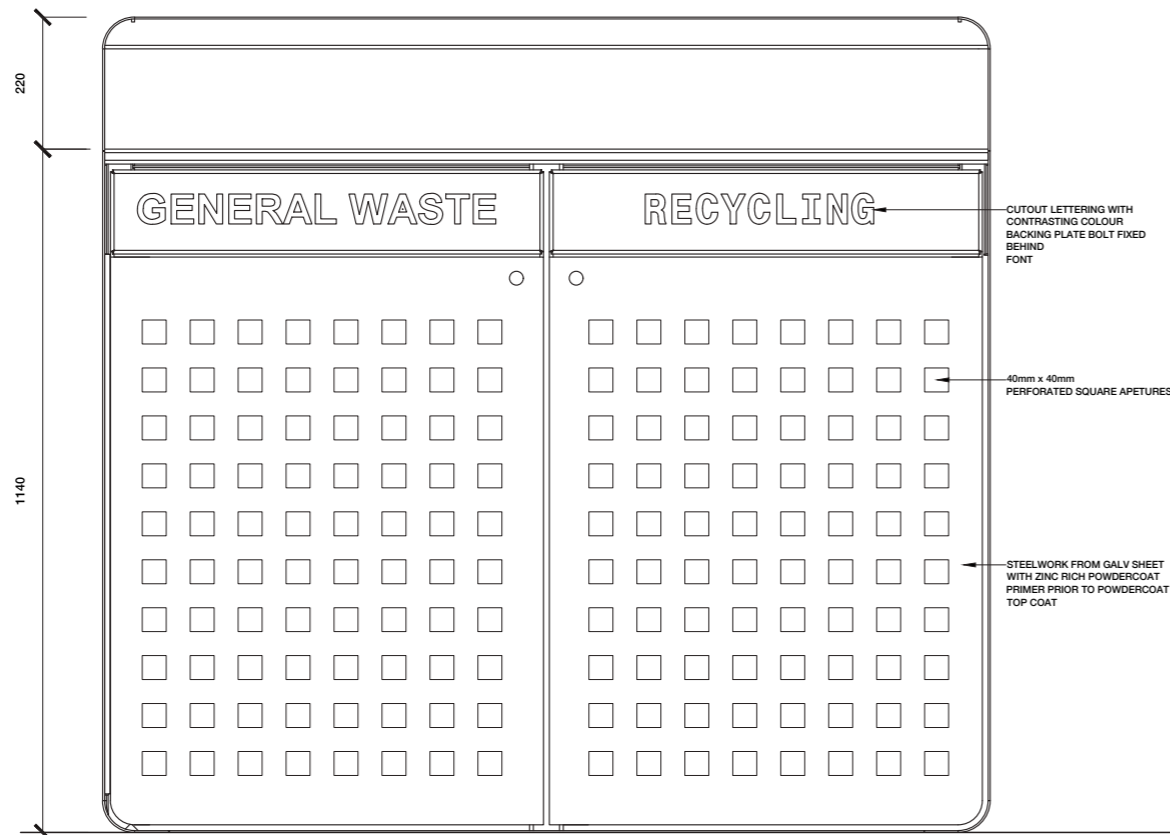 220
GENERAL WASTE
RECYCLING
CUTOUT LETTERING WITH
CONTRASTING COLOUR
BACKING PLATE BOLT FIXED
BEHIND
FONT
40mm x 40mm
PERFORATED SQUARE APETURES
1140
STEELWORK FROM GALV SHEET
WITH ZINC RICH POWDERCOAT
PRIMER PRIOR TO POWDERCOAT
TOP COAT